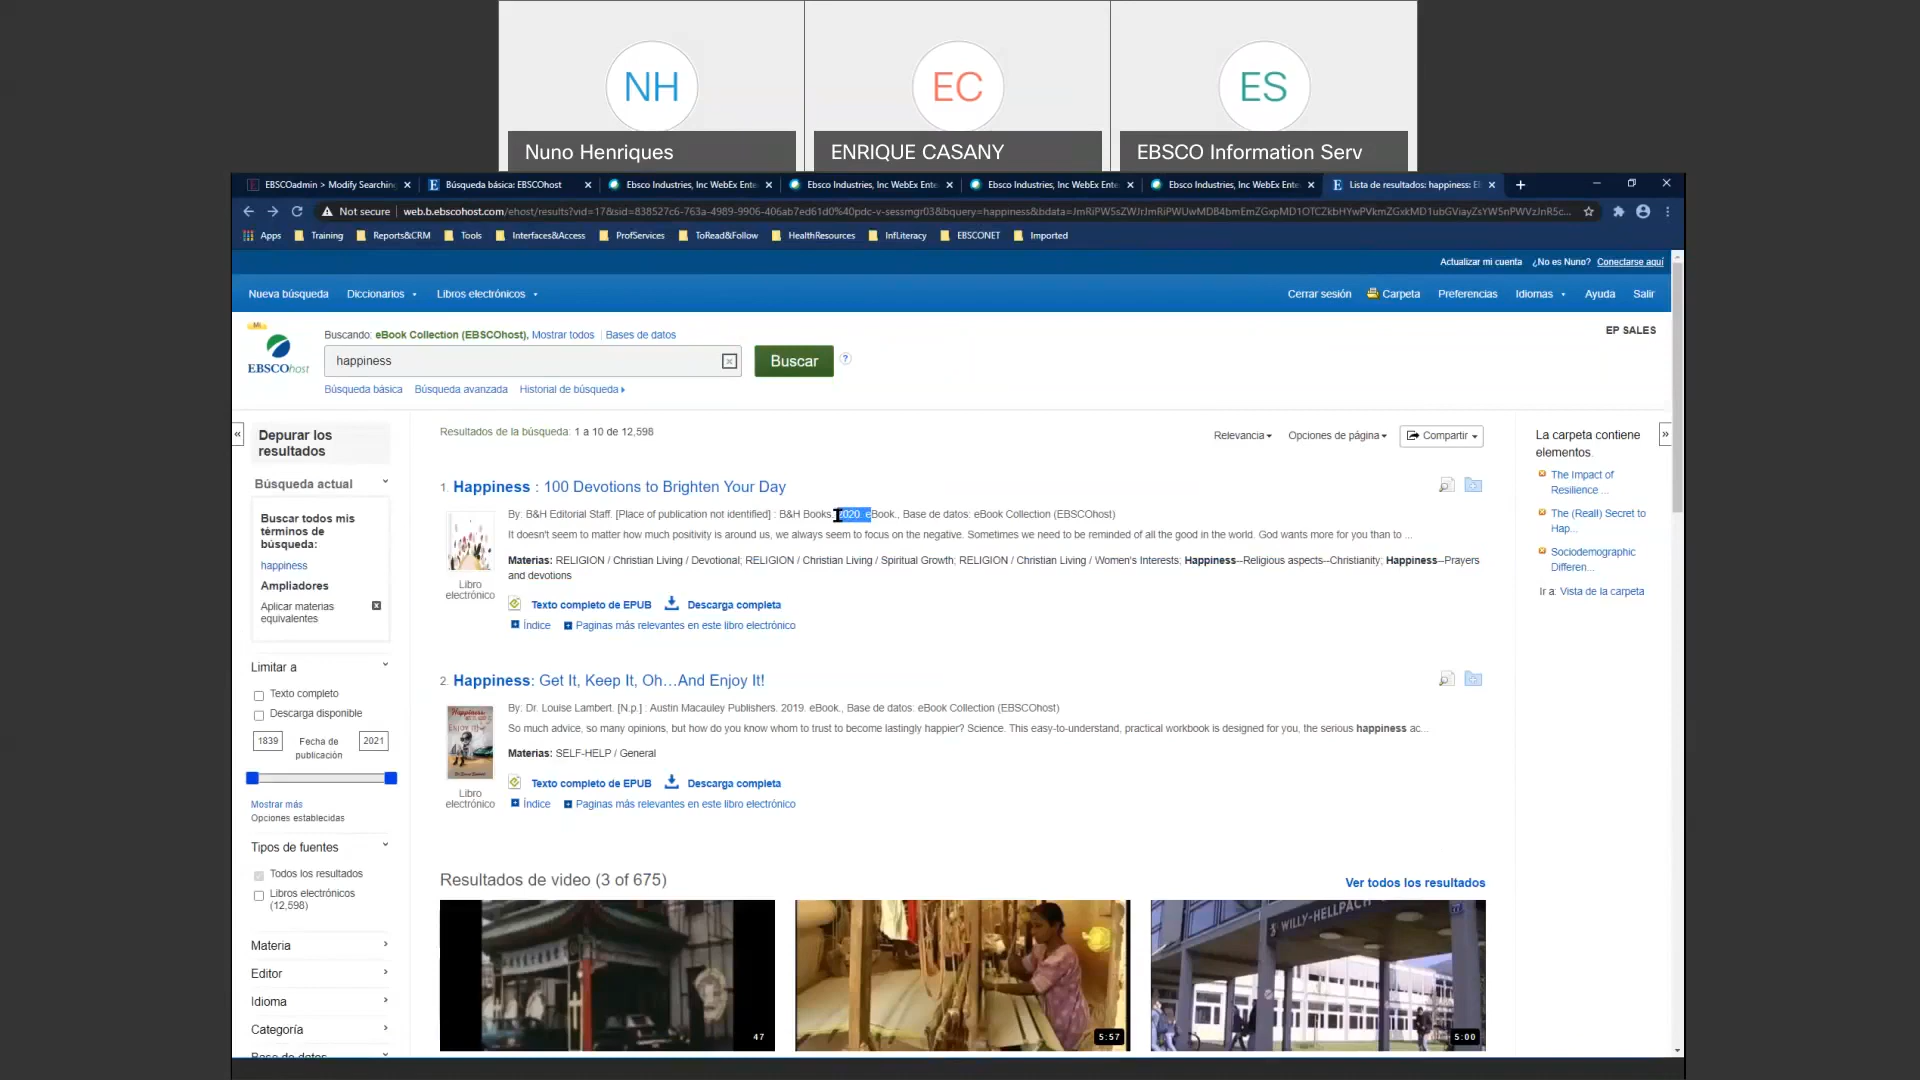 NH
EC
ES
Nuno Henriques
ENRIQUE CASANY
EBSCO Information Serv
EBSCOadmin > Modify Searching
Búsqueda básica: EBSCOhost
Ebsco Industries, Inc WebEx Ente
Ebsco Industries, Inc WebEx Ente
Ebsco Industries, Inc WebEx Ente
Ebsco Industries, Inc WebEx Ente
Lista de resultados: happiness: E
Not secure
Apps
Training
Reports&CRM
Tools
Interfaces&Access
ProfServices
ToRead&Follow
HealthResources
InfLiteracy
EBSCONET
Imported
Actualizar mi cuenta ¿No es Nuno? Conectarse aquí
Nueva búsqueda Diccionarios Libros electrónicos
Cerrar sesión Carpeta Preferencias Idiomas Ayuda Salir
EBSCOhost
Buscando: eBook Collection (EBSCOhost), Mostrar todos | Bases de datos
EP SALES
happiness
Buscar
?
Búsqueda básica Búsqueda avanzada Historial de búsqueda
Depurar los
resultados
Búsqueda actual
Buscar todos mis
términos de
búsqueda:
happiness
Ampliadores
Aplicar materias
equivalentes
Limitar a
Texto completo
Descarga disponible
1839
Fecha de
publicación
2021
Mostrar más
Opciones establecidas
Tipos de fuentes
Todos los resultados
Libros electrónicos
(12,598)
Materia
Editor
Idioma
Categoría
Base de datos
Resultados de la búsqueda: 1 a 10 de 12,598
Relevancia Opciones de página Compartir
1. Happiness : 100 Devotions to Brighten Your Day
By: B&H Editorial Staff. [Place of publication not identified] : B&H Books. 2020. eBook., Base de datos: eBook Collection (EBSCOhost)
It doesn't seem to matter how much positivity is around us, we always seem to focus on the negative. Sometimes we need to be reminded of all the good in the world. God wants more for you than to ...
Materias: RELIGION / Christian Living / Devotional; RELIGION / Christian Living / Spiritual Growth; RELIGION / Christian Living / Women's Interests; Happiness--Religious aspects--Christianity; Happiness--Prayers
and devotions
Libro
electrónico
Texto completo de EPUB Descarga completa
Índice Paginas más relevantes en este libro electrónico
2. Happiness: Get It, Keep It, Oh…And Enjoy It!
By: Dr. Louise Lambert. [N.p.] : Austin Macauley Publishers. 2019. eBook., Base de datos: eBook Collection (EBSCOhost)
So much advice, so many opinions, but how do you know whom to trust to become lastingly happier? Science. This easy-to-understand, practical workbook is designed for you, the serious happiness ac...
Materias: SELF-HELP / General
Libro
electrónico
Texto completo de EPUB Descarga completa
Índice Paginas más relevantes en este libro electrónico
Resultados de video (3 of 675)
Ver todos los resultados
47
5:57
WILLY-HELLPACH
5:00
La carpeta contiene
elementos.
The Impact of
Resilience ...
The (Reall) Secret to
Hap...
Sociodemographic
Differen...
Ir a: Vista de la carpeta